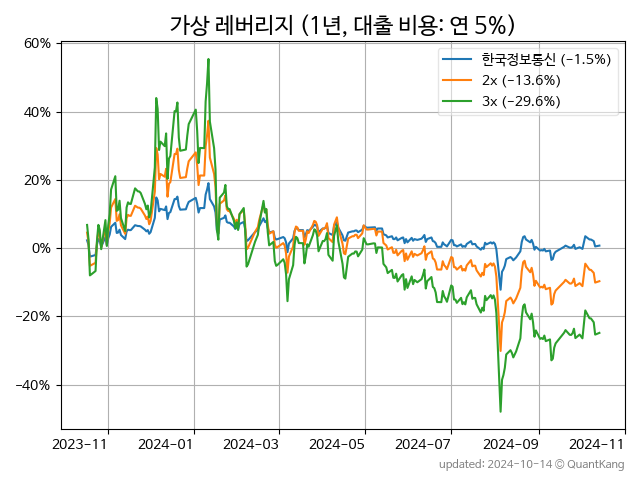 가상 레버리지 (1년, 대출 비용: 연 5%)
한국정보통신 (−1.5%)
2x (−13.6%)
3x (−29.6%)
60%
40%
20%
0%
−20%
−40%
2023-11 2024-01 2024-03 2024-05 2024-07 2024-09 2024-11
updated: 2024-10-14 © QuantKang